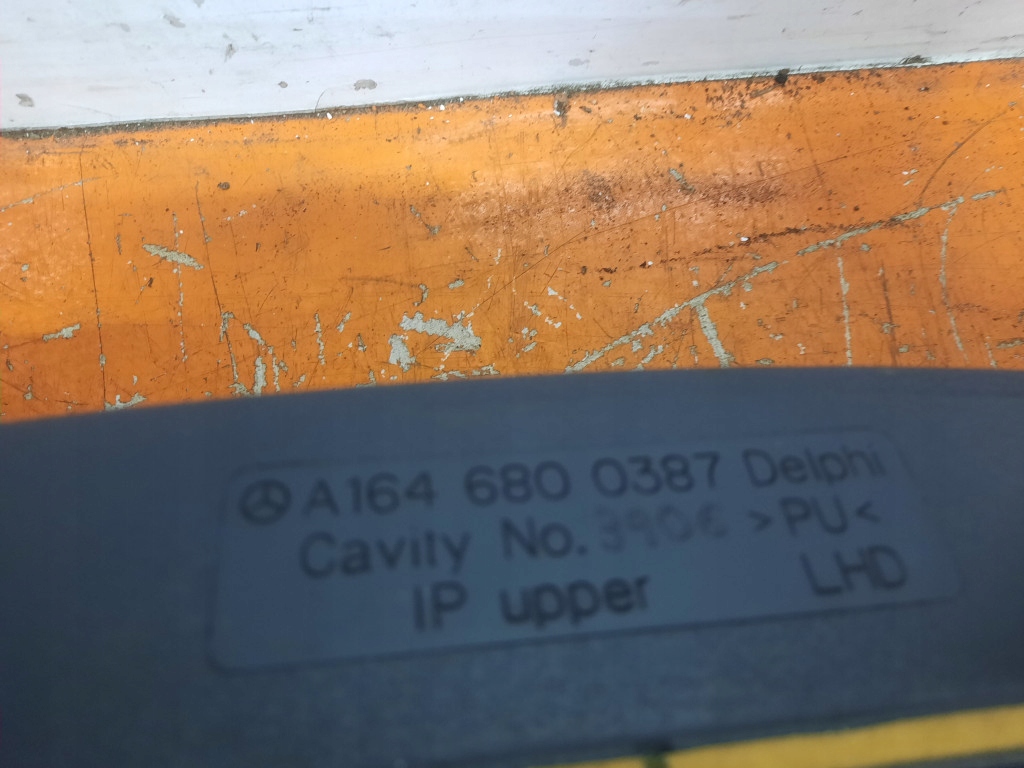 A164 680 0387 Delphi
Cavity No. >PU<
IP upper LHD